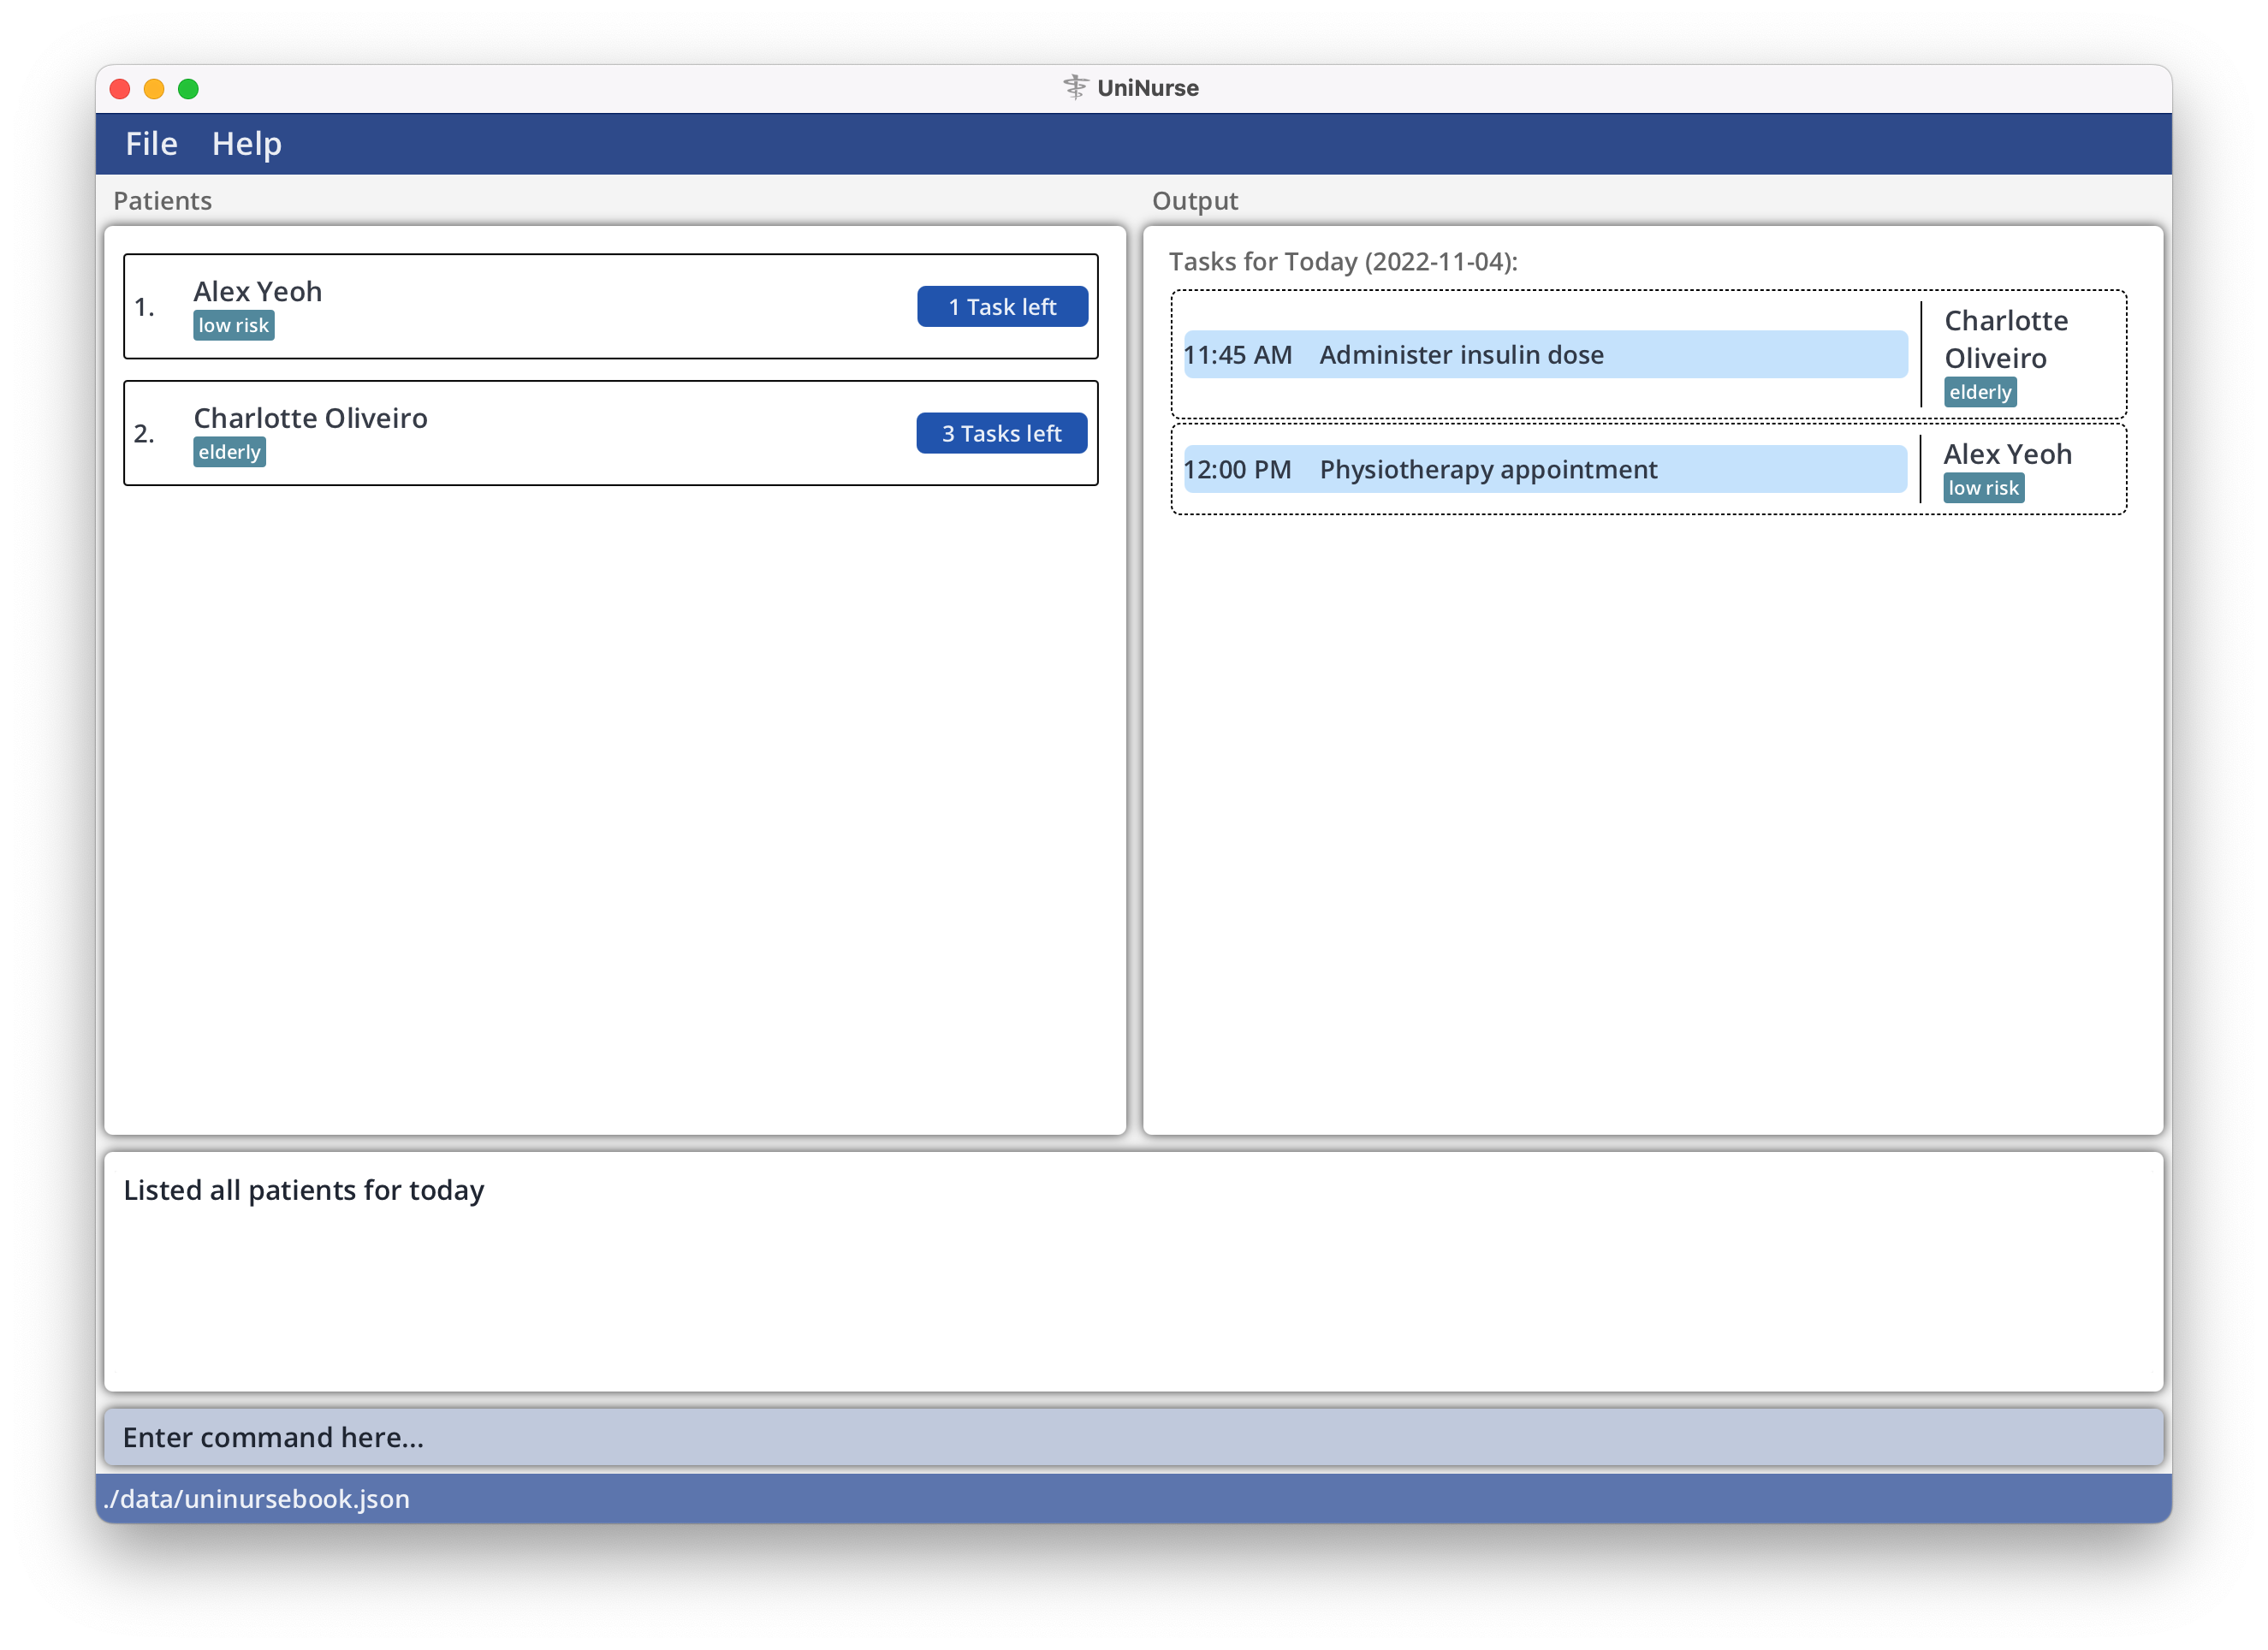 UniNurse
File Help
Patients
1. Alex Yeoh
low risk
1 Task left
2. Charlotte Oliveiro
elderly
3 Tasks left
Output
Tasks for Today (2022-11-04):
11:45 AM Administer insulin dose
Charlotte
Oliveiro
elderly
12:00 PM Physiotherapy appointment
Alex Yeoh
low risk
Listed all patients for today
Enter command here...
./data/uninursebook.json